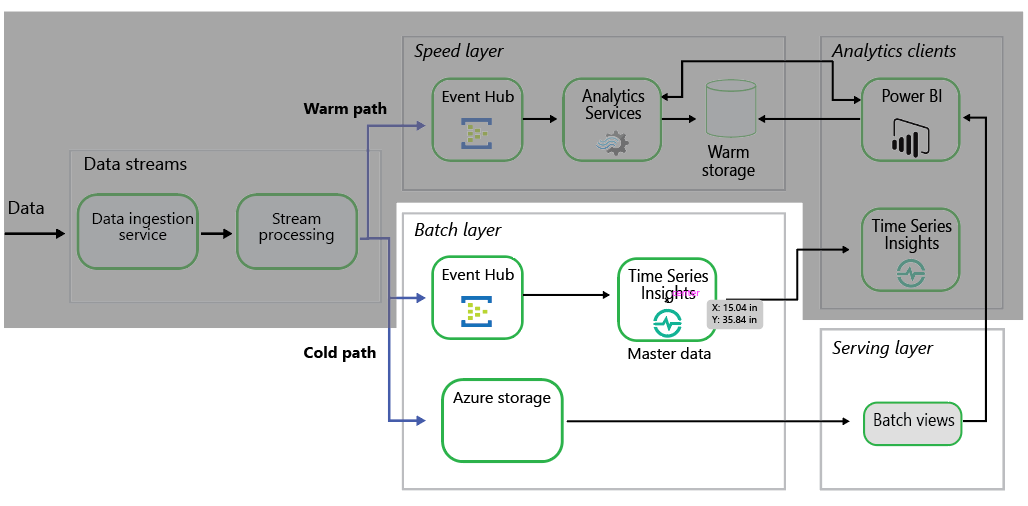 Speed layer
Analytics clients
Event Hub
Analytics
Services
Power BI
Warm path
Warm
storage
Data streams
Data
Data ingestion
service
Stream
processing
Time Series
Insights
Batch layer
Event Hub
Time Series
Insights
X: 15.04 in
Y: 35.84 in
Master data
Cold path
Serving layer
Azure storage
Batch views